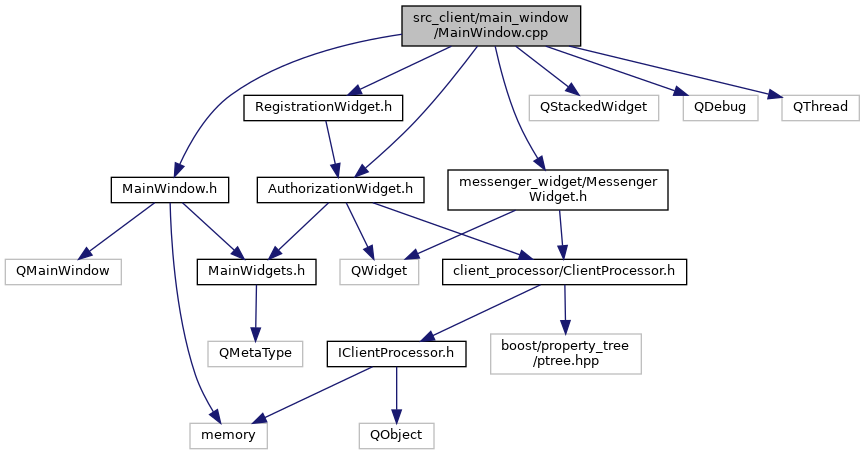 src_client/main_window
/MainWindow.cpp
RegistrationWidget.h
QStackedWidget
QDebug
QThread
MainWindow.h
AuthorizationWidget.h
messenger_widget/Messenger
Widget.h
QMainWindow
MainWidgets.h
QWidget
client_processor/ClientProcessor.h
QMetaType
IClientProcessor.h
boost/property_tree
/ptree.hpp
memory
QObject